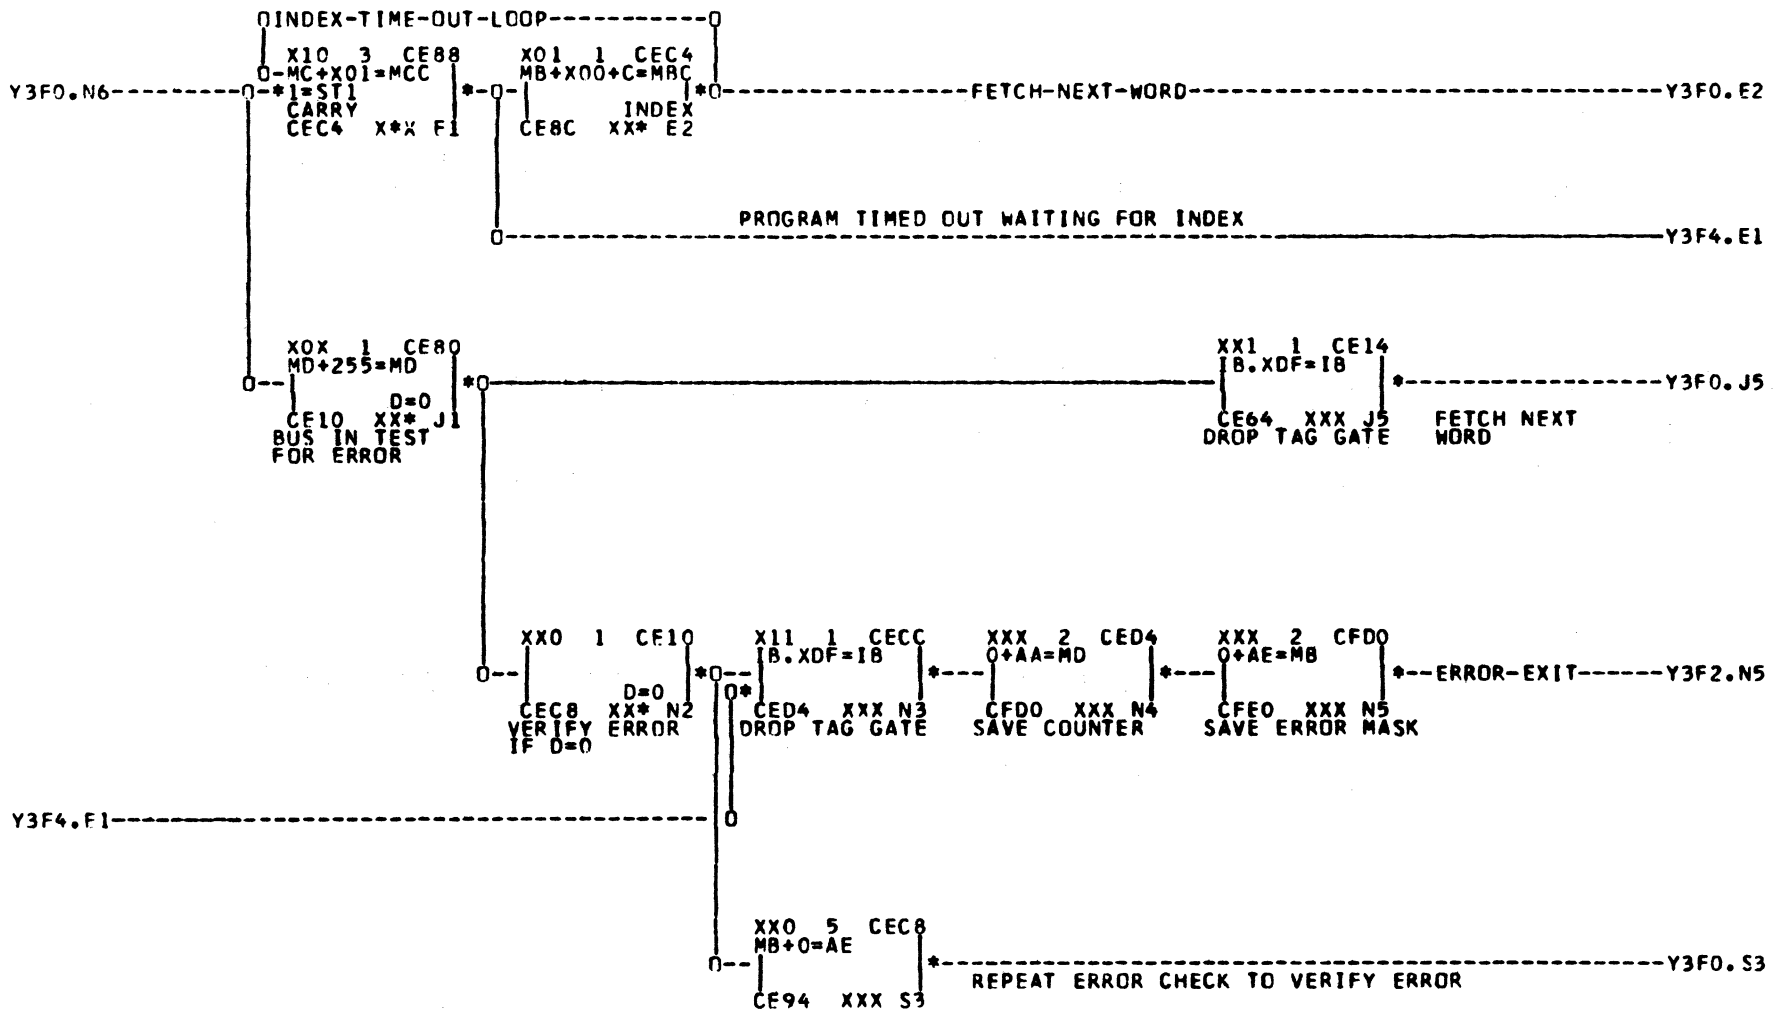 INDEX-TIME-OUT-LOOP
X10 3 CE88 X01 1 CEC4
MC+X01=MCC MB+X00+C=MBC
Y3F0.N6 *1=ST1 * * FETCH-NEXT-WORD Y3F0.E2
CARRY INDEX
CEC4 X*X E1 CE8C XX* E2
PROGRAM TIMED OUT WAITING FOR INDEX
Y3F4.E1
X0X 1 CE80 XX1 1 CE14
MD+255=MD IB.XDF=IB
* * Y3F0.J5
D=0
CE10 XX* J1 CE64 XXX J5 FETCH NEXT
BUS IN TEST DROP TAG GATE WORD
FOR ERROR
XX0 1 CE10 X11 1 CECC XXX 2 CED4 XXX 2 CFD0
IB.XDF=IB 0+AA=MD 0+AE=MB
* * * * ERROR-EXIT Y3F2.N5
D=0 *
CEC8 XX* N2 CED4 XXX N3 CFD0 XXX N4 CFE0 XXX N5
VERIFY ERROR DROP TAG GATE SAVE COUNTER SAVE ERROR MASK
IF D=0
Y3F4.E1
XX0 5 CEC8
MB+0=AE
* Y3F0.S3
REPEAT ERROR CHECK TO VERIFY ERROR
CE94 XXX S3